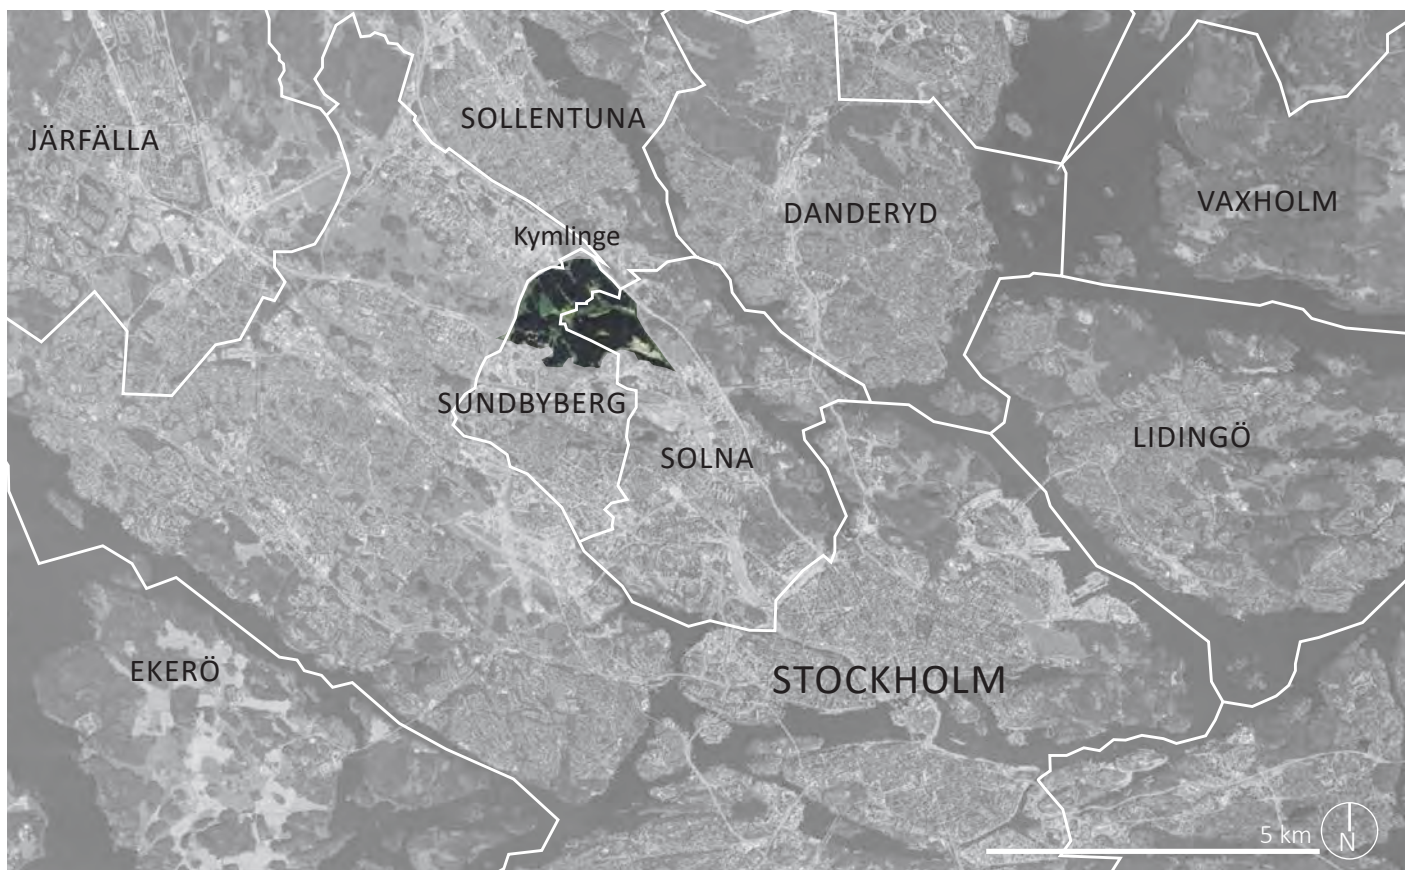 SOLLENTUNA
JÄRFÄLLA
VAXHOLM
DANDERYD
Kymlinge
SUNDBYBERG
LIDINGÖ
SOLNA
EKERÖ
STOCKHOLM
5 km
N